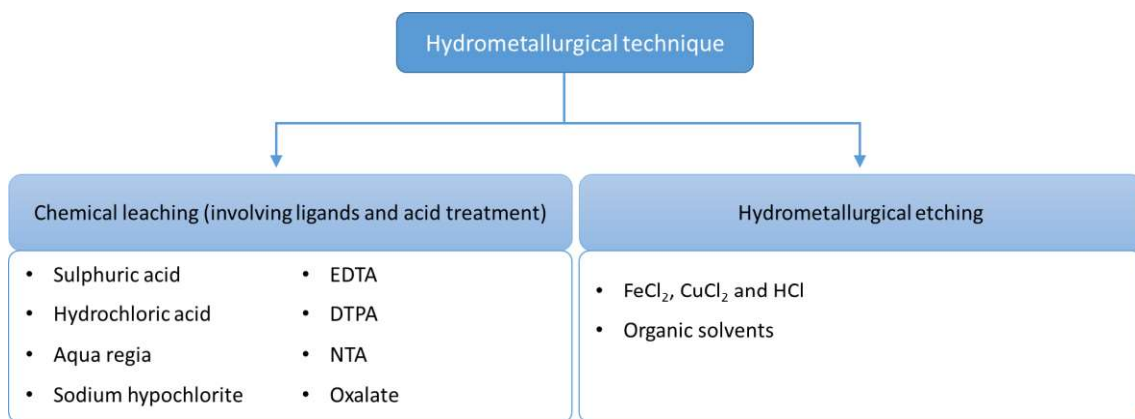 Hydrometallurgical technique
Chemical leaching (involving ligands and acid treatment)
• Sulphuric acid
• Hydrochloric acid
• Aqua regia
• Sodium hypochlorite
• EDTA
• DTPA
• NTA
• Oxalate
Hydrometallurgical etching
• FeCl₂, CuCl₂ and HCl
• Organic solvents